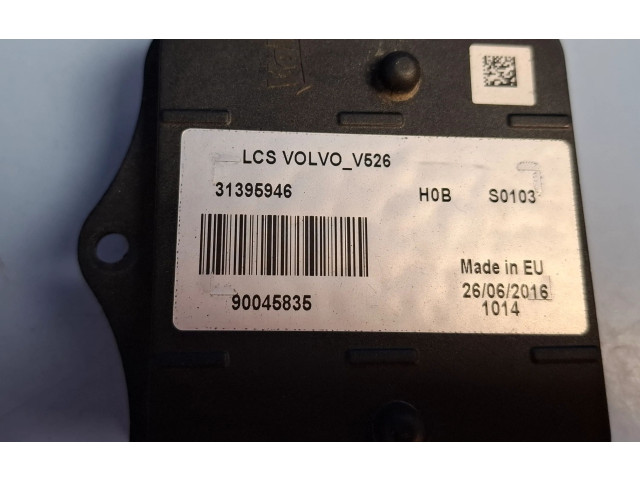 LCS VOLVO_V526
31395946 H0B S0103
Made in EU
90045835 26/06/2016
1014